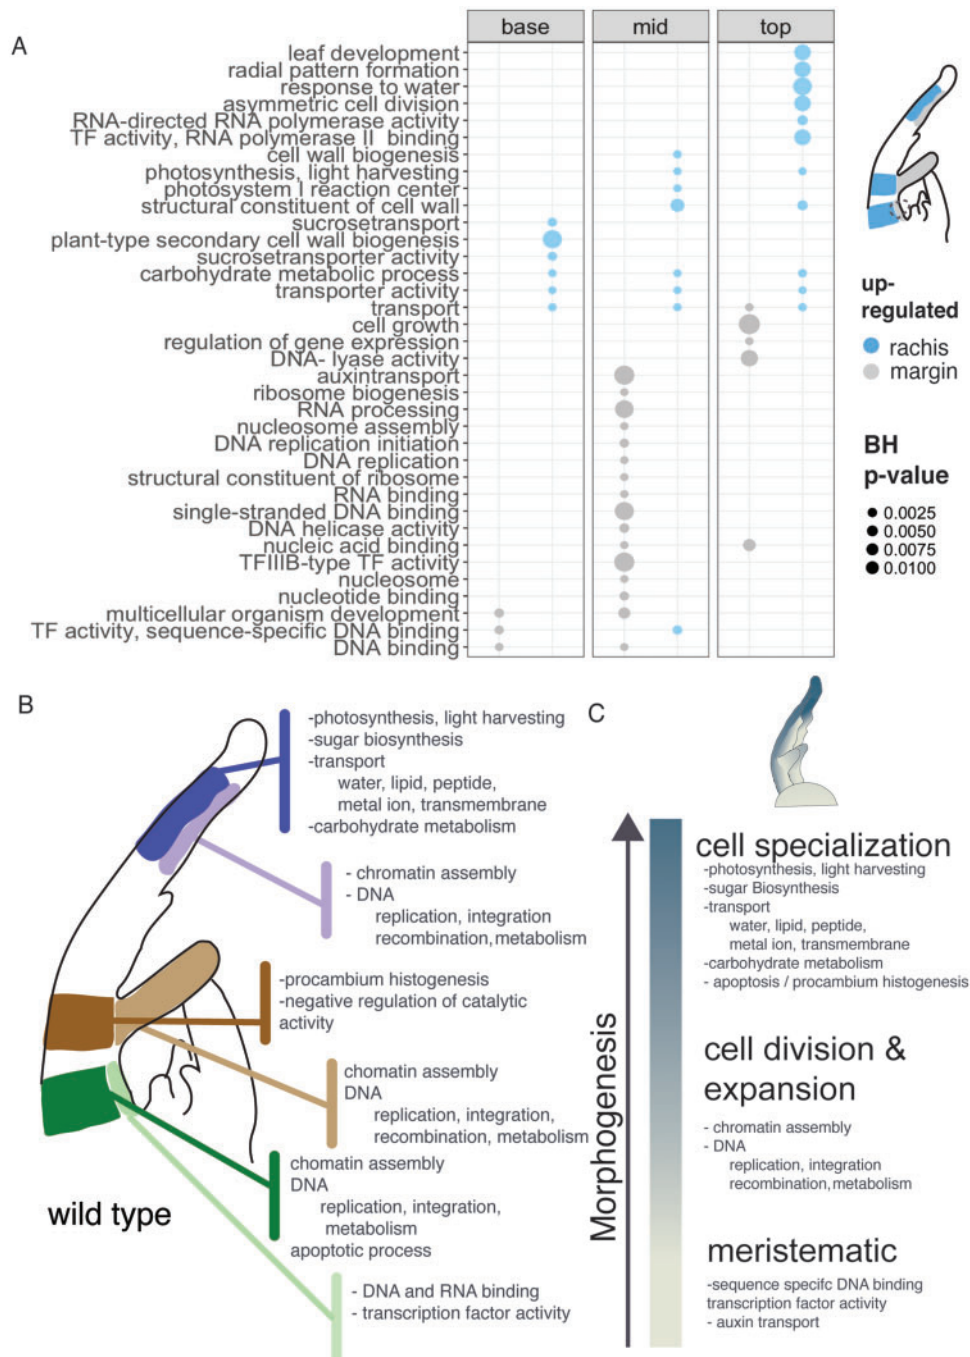 A
base
mid
top
leaf development
radial pattern formation
response to water
asymmetric cell division
RNA-directed RNA polymerase activity
TF activity, RNA polymerase II binding
cell wall biogenesis
photosynthesis, light harvesting
photosystem I reaction center
structural constituent of cell wall
sucrosetransport
plant-type secondary cell wall biogenesis
sucrosetransporter activity
carbohydrate metabolic process
transporter activity
transport
cell growth
regulation of gene expression
DNA- lyase activity
auxintransport
ribosome biogenesis
RNA processing
nucleosome assembly
DNA replication initiation
DNA replication
structural constituent of ribosome
RNA binding
single-stranded DNA binding
DNA helicase activity
nucleic acid binding
TFIIIB-type TF activity
nucleosome
nucleotide binding
multicellular organism development
TF activity, sequence-specific DNA binding
DNA binding
up-
regulated
rachis
margin
BH
p-value
0.0025
0.0050
0.0075
0.0100
B
-photosynthesis, light harvesting
-sugar biosynthesis
-transport
water, lipid, peptide,
metal ion, transmembrane
-carbohydrate metabolism
- chromatin assembly
- DNA
replication, integration
recombination, metabolism
-procambium histogenesis
-negative regulation of catalytic
activity
chromatin assembly
DNA
replication, integration,
recombination, metabolism
chomatin assembly
DNA
replication, integration,
metabolism
apoptotic process
- DNA and RNA binding
- transcription factor activity
wild type
C
Morphogenesis
cell specialization
-photosynthesis, light harvesting
-sugar Biosynthesis
-transport
water, lipid, peptide,
metal ion, transmembrane
-carbohydrate metabolism
- apoptosis / procambium histogenesis
cell division &
expansion
- chromatin assembly
- DNA
replication, integration
recombination, metabolism
meristematic
-sequence specifc DNA binding
transcription factor activity
- auxin transport